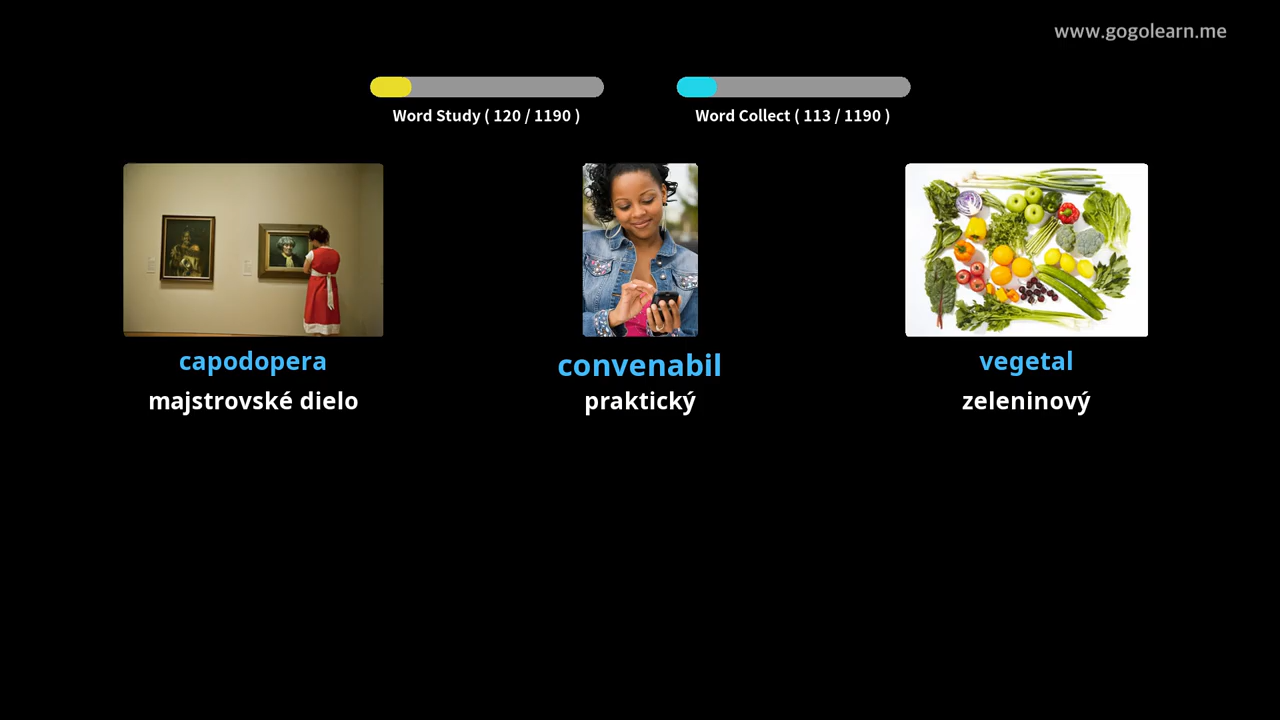 www.gogolearn.me
Word Study ( 120 / 1190 )
Word Collect ( 113 / 1190 )
capodopera
majstrovské dielo
convenabil
praktický
vegetal
zeleninový